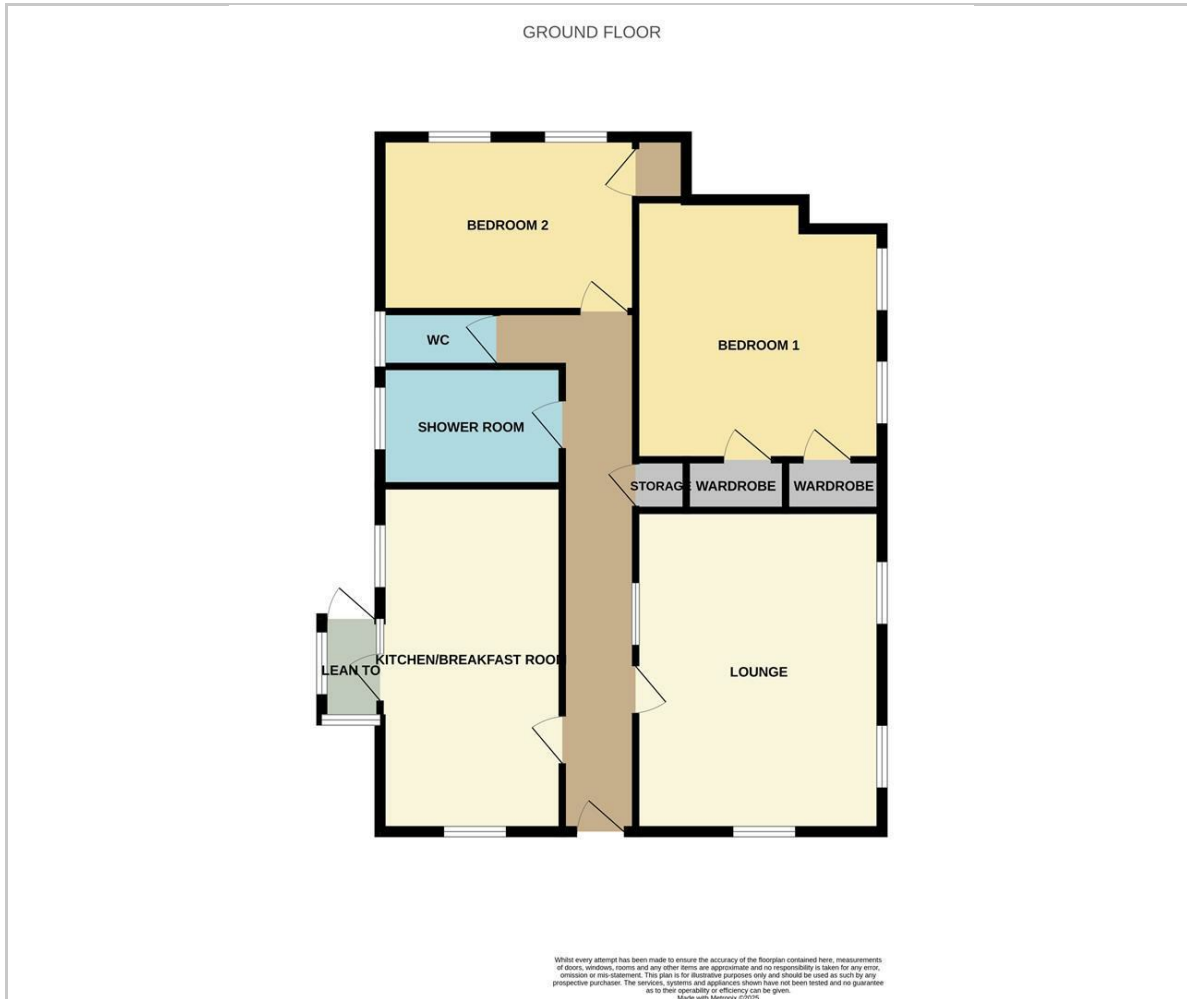 GROUND FLOOR
BEDROOM 2
BEDROOM 1
WC
SHOWER ROOM
STORAGE
WARDROBE
WARDROBE
KITCHEN/BREAKFAST ROOM
LEAN TO
LOUNGE
Whilst every attempt has been made to ensure the accuracy of the floorplan contained here, measurements
of doors, windows, rooms and any other items are approximate and no responsibility is taken for any error,
omission or mis-statement. This plan is for illustrative purposes only and should be used as such by any
prospective purchaser. The services, systems and appliances shown have not been tested and no guarantee
as to their operability or efficiency can be given.
Made with Metropix ©2025